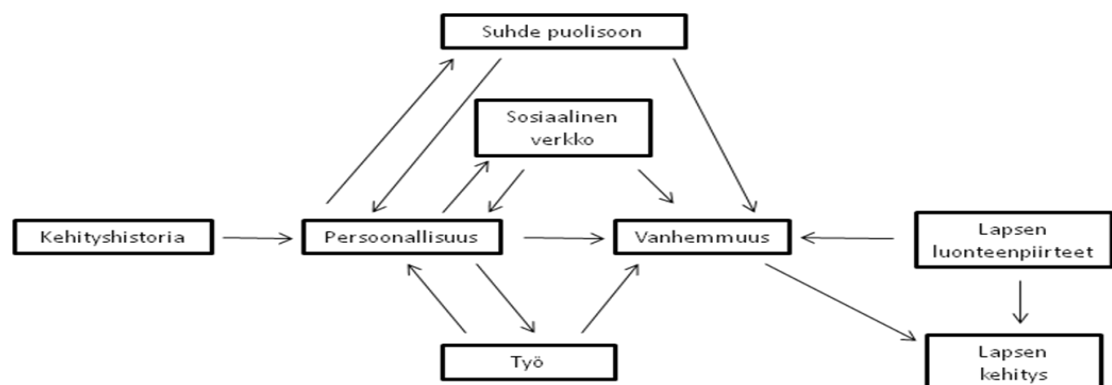 Suhde puolisoon
Sosiaalinen
verkko
Kehityshistoria
Persoonallisuus
Vanhemmuus
Lapsen
luonteenpiirteet
Työ
Lapsen
kehitys